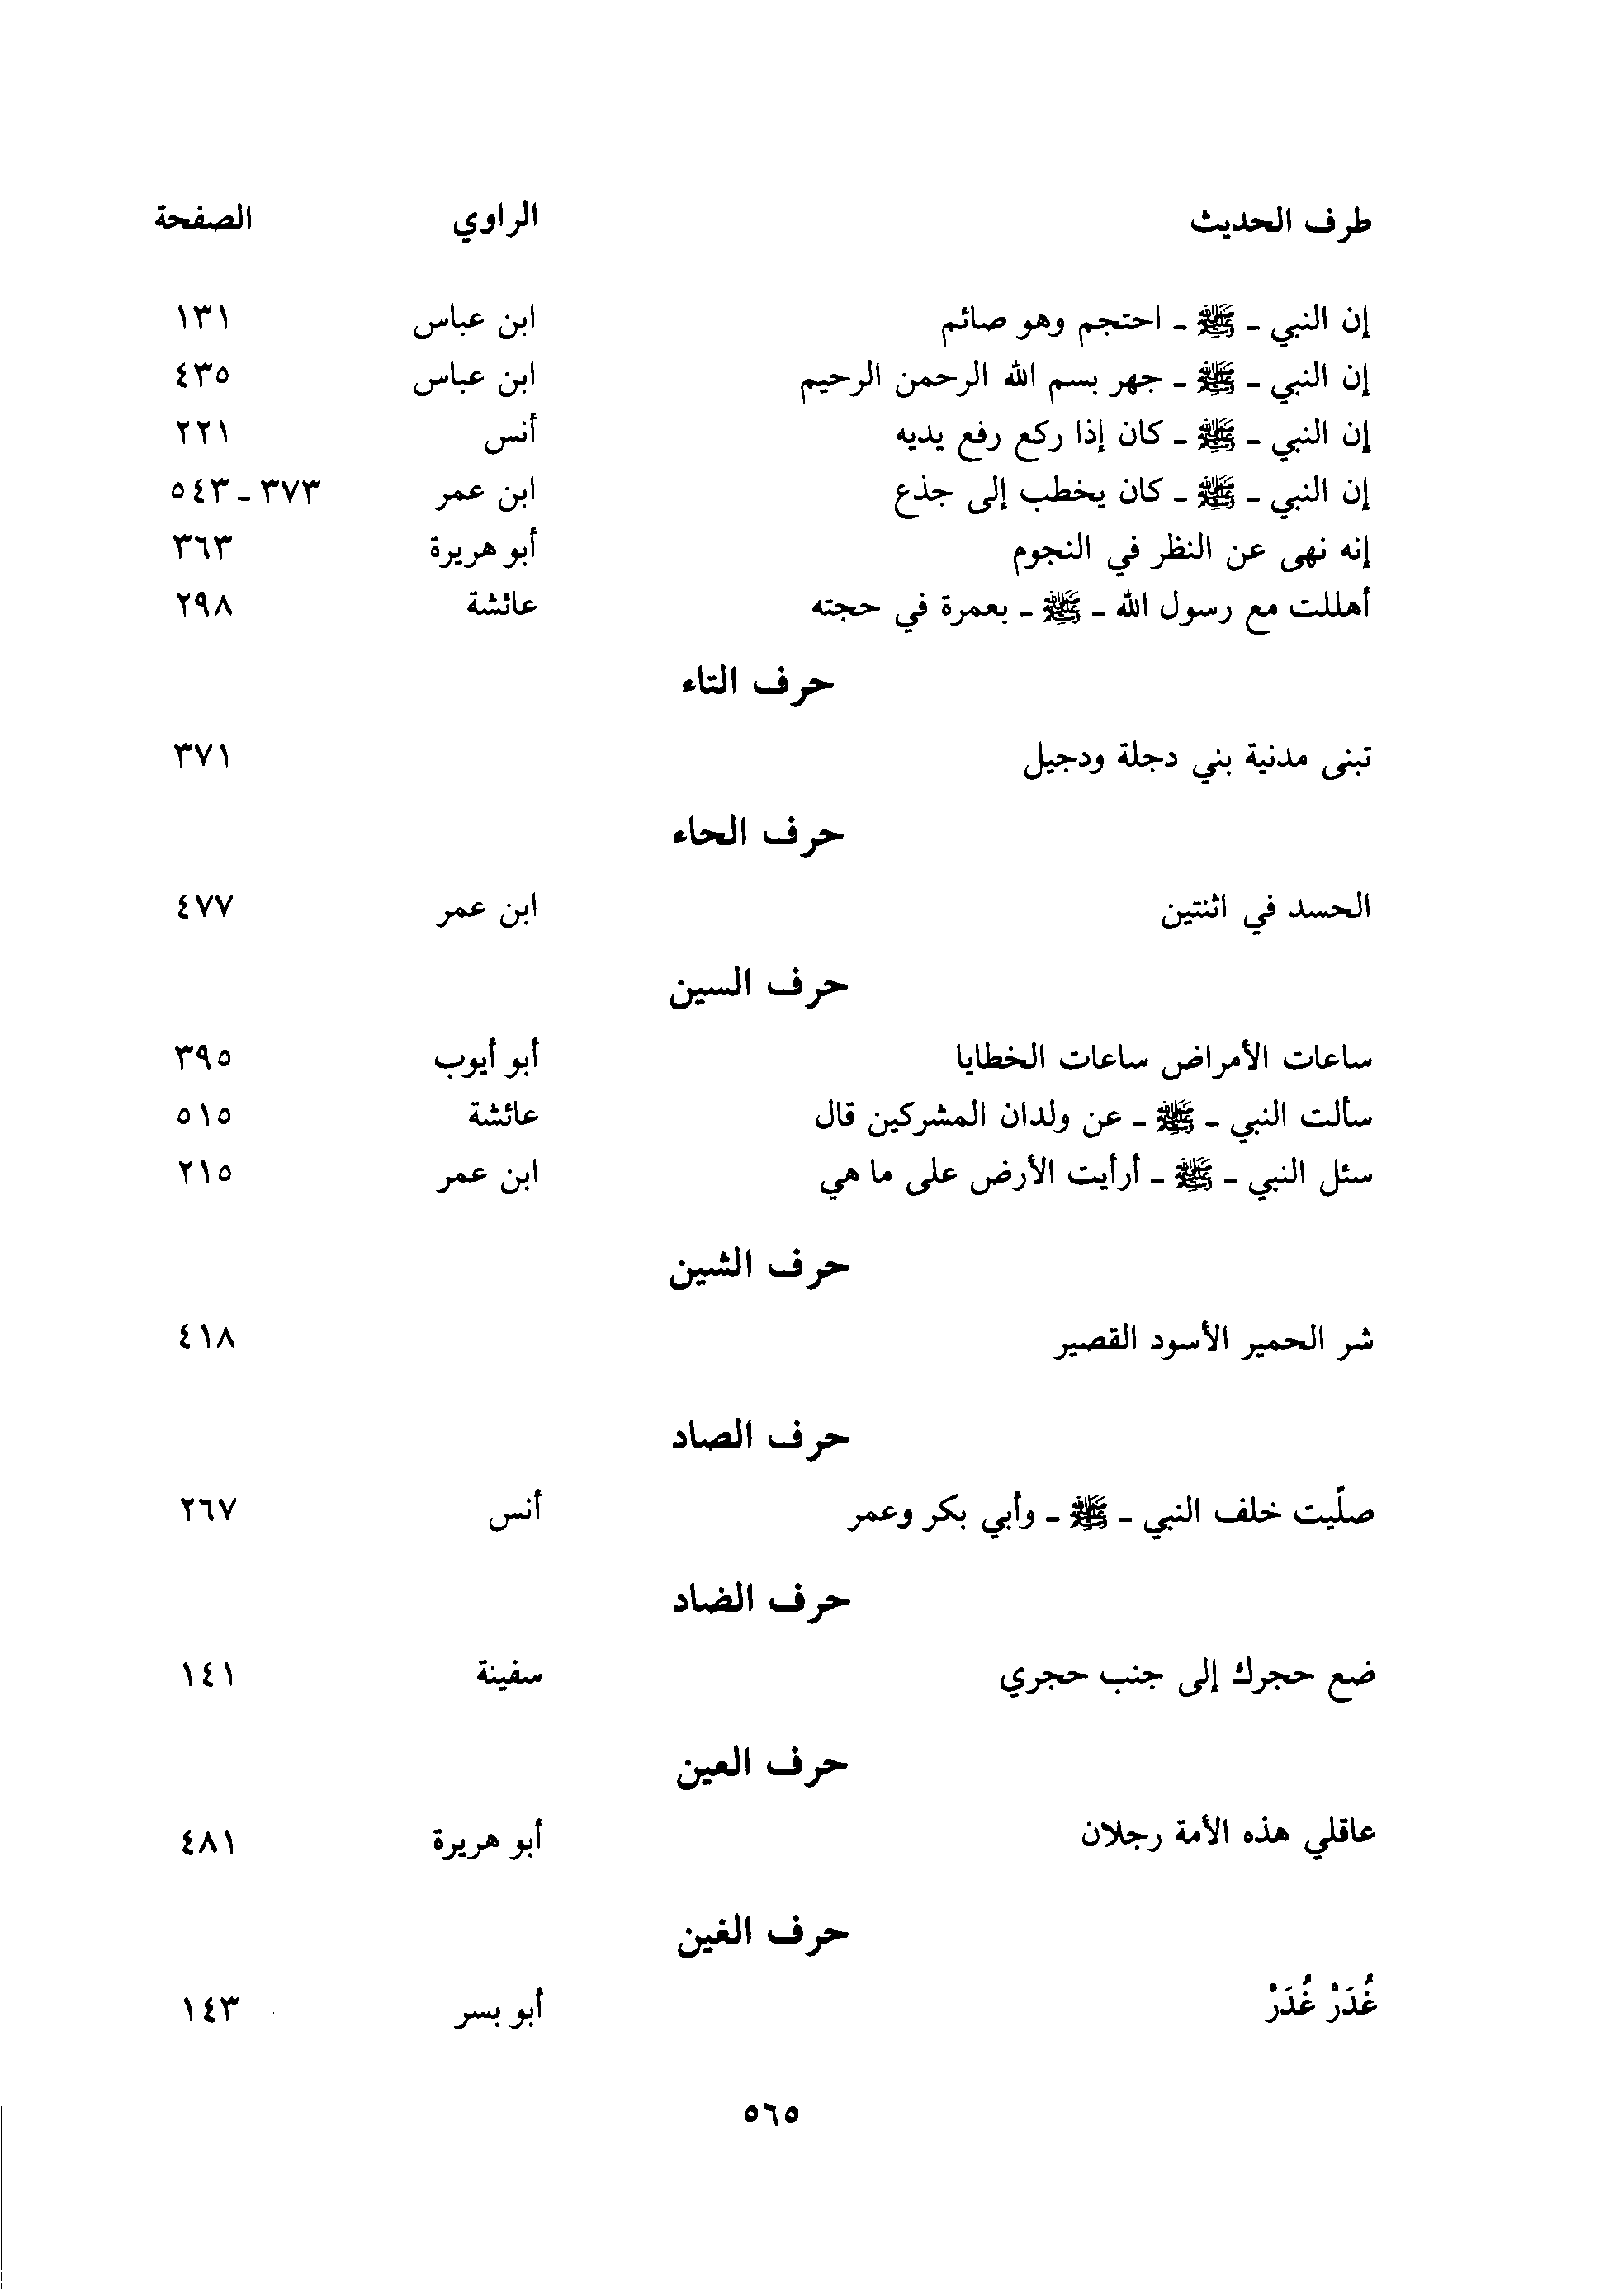 طرف الحديث الراوي الصفحة
إن النبي - ﷺ - احتجم وهو صائم ابن عباس ١٣١
إن النبي - ﷺ - جهر بسم الله الرحمن الرحيم ابن عباس ٤٣٥
إن النبي - ﷺ - كان إذا ركع رفع يديه أنس ٢٢١
إن النبي - ﷺ - كان يخطب إلى جذع ابن عمر ٣٧٣ - ٥٤٣
إنه نهى عن النظر في النجوم أبو هريرة ٣٦٣
أهللت مع رسول الله - ﷺ - بعمرة في حجته عائشة ٢٩٨
حرف التاء
تبنى مدنية بني دجلة ودجيل ٣٧١
حرف الحاء
الحسد في اثنتين ابن عمر ٤٧٧
حرف السين
ساعات الأمراض ساعات الخطايا أبو أيوب ٣٩٥
سألت النبي - ﷺ - عن ولدان المشركين قال عائشة ٥١٥
سئل النبي - ﷺ - أرأيت الأرض على ما هي ابن عمر ٢١٥
حرف الشين
شر الحمير الأسود القصير ٤١٨
حرف الصاد
صلّيت خلف النبي - ﷺ - وأبي بكر وعمر أنس ٢٦٧
حرف الضاد
ضع حجرك إلى جنب حجري سفينة ١٤١
حرف العين
عاقلي هذه الأمة رجلان أبو هريرة ٤٨١
حرف الغين
غُدَرْ غُدَرْ أبو بسر ١٤٣
٥٦٥